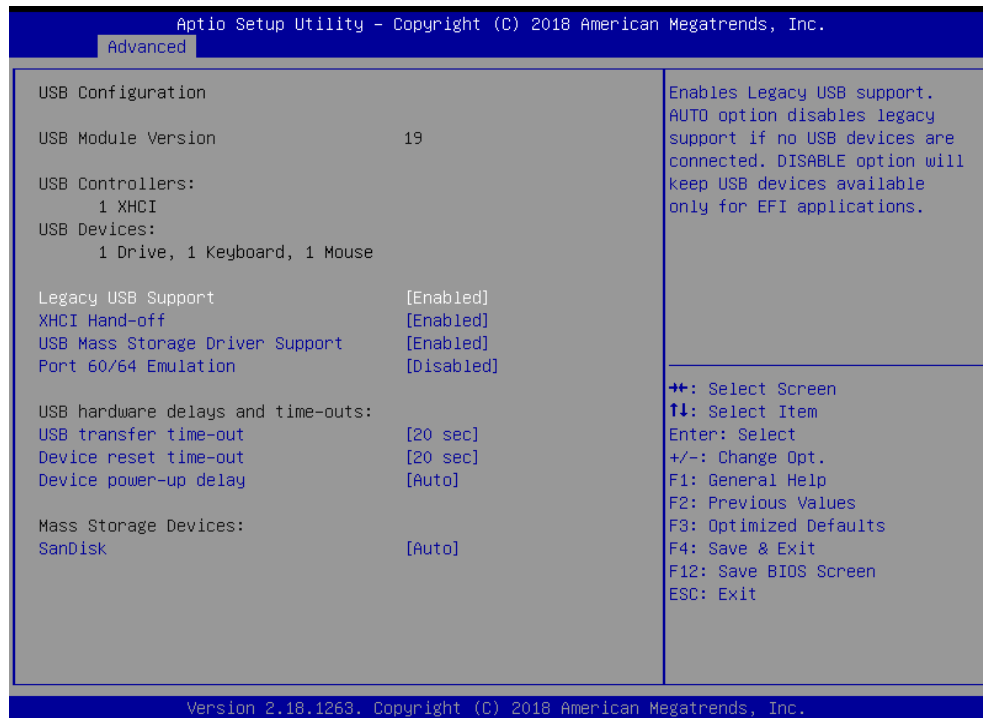 Aptio Setup Utility – Copyright (C) 2018 American Megatrends, Inc.
Advanced
USB Configuration
USB Module Version 19
USB Controllers:
1 XHCI
USB Devices:
1 Drive, 1 Keyboard, 1 Mouse
Legacy USB Support [Enabled]
XHCI Hand-off [Enabled]
USB Mass Storage Driver Support [Enabled]
Port 60/64 Emulation [Disabled]
USB hardware delays and time-outs:
USB transfer time-out [20 sec]
Device reset time-out [20 sec]
Device power-up delay [Auto]
Mass Storage Devices:
SanDisk [Auto]
Enables Legacy USB support.
AUTO option disables legacy
support if no USB devices are
connected. DISABLE option will
keep USB devices available
only for EFI applications.
→←: Select Screen
↑↓: Select Item
Enter: Select
+/-: Change Opt.
F1: General Help
F2: Previous Values
F3: Optimized Defaults
F4: Save & Exit
F12: Save BIOS Screen
ESC: Exit
Version 2.18.1263. Copyright (C) 2018 American Megatrends, Inc.